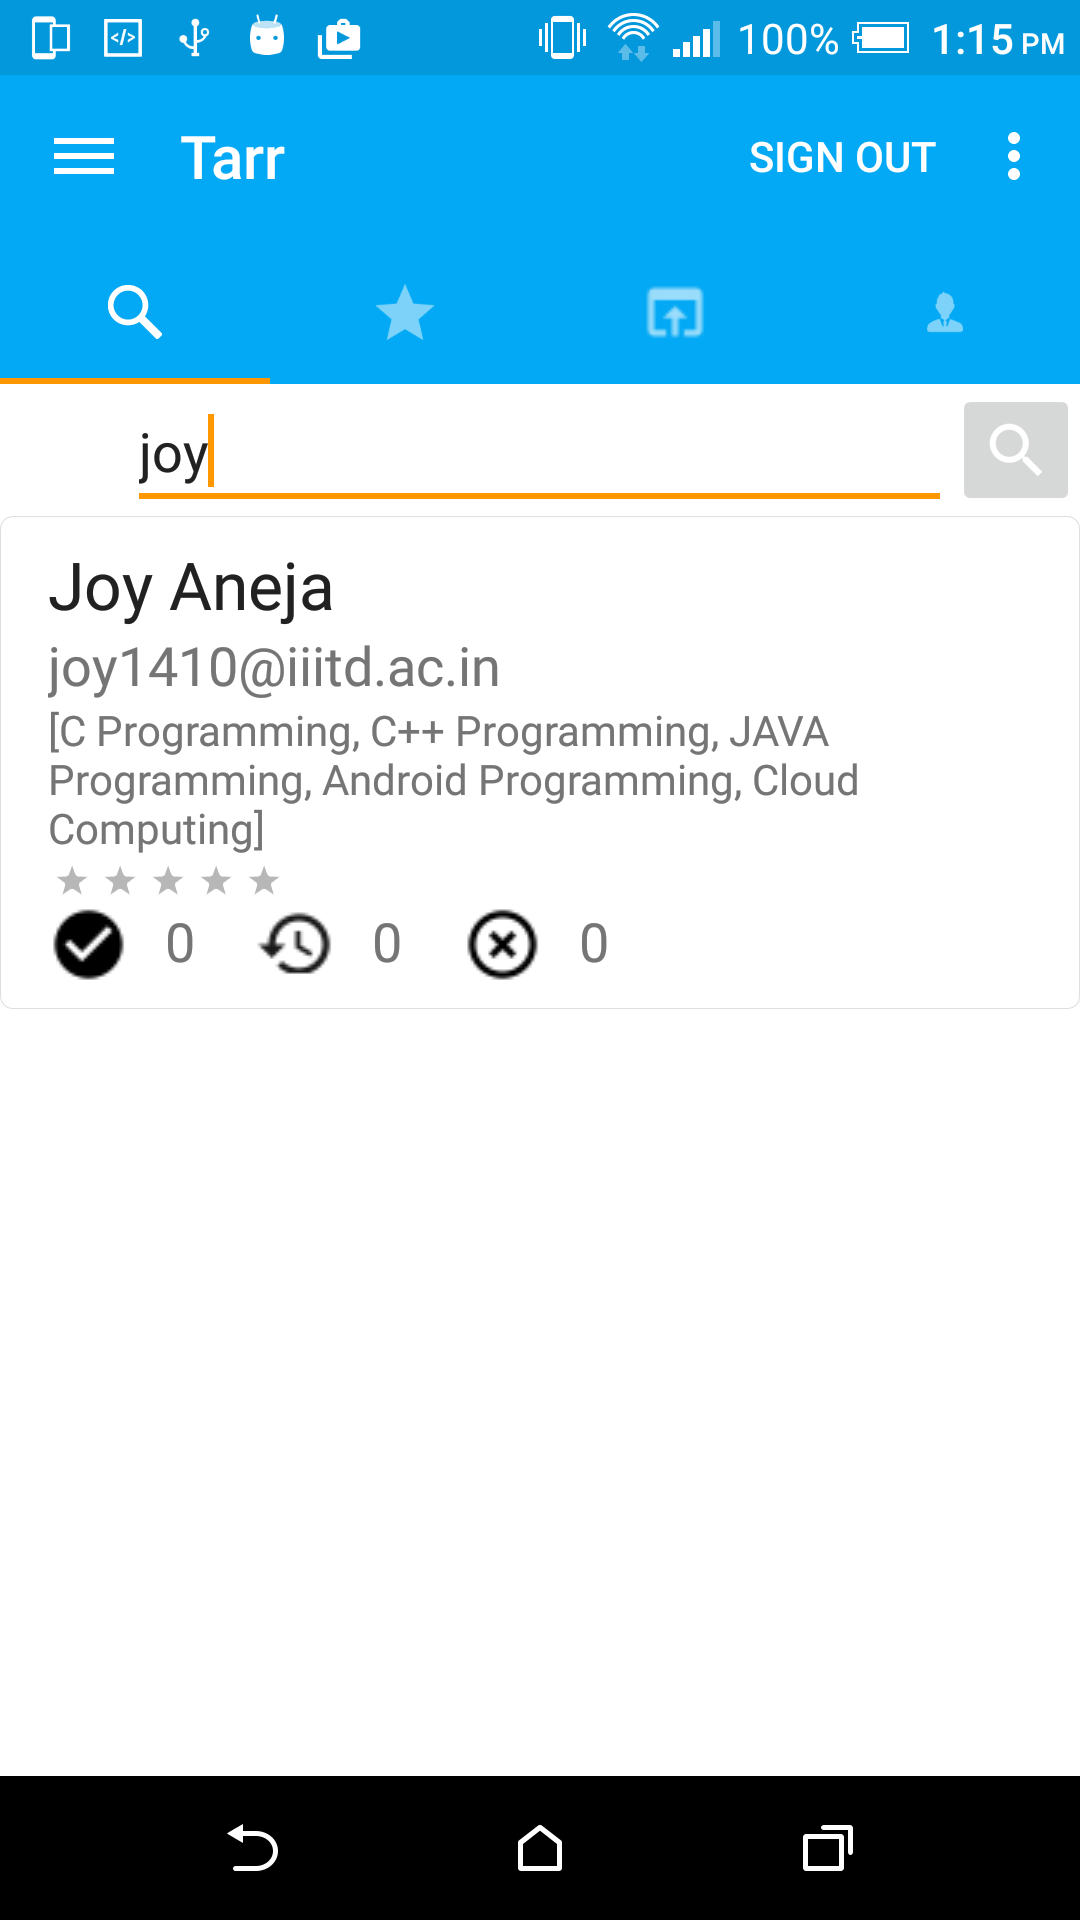 100% 1:15 PM
Tarr SIGN OUT
joy
Joy Aneja
joy1410@iiitd.ac.in
[C Programming, C++ Programming, JAVA
Programming, Android Programming, Cloud
Computing]
0 0 0